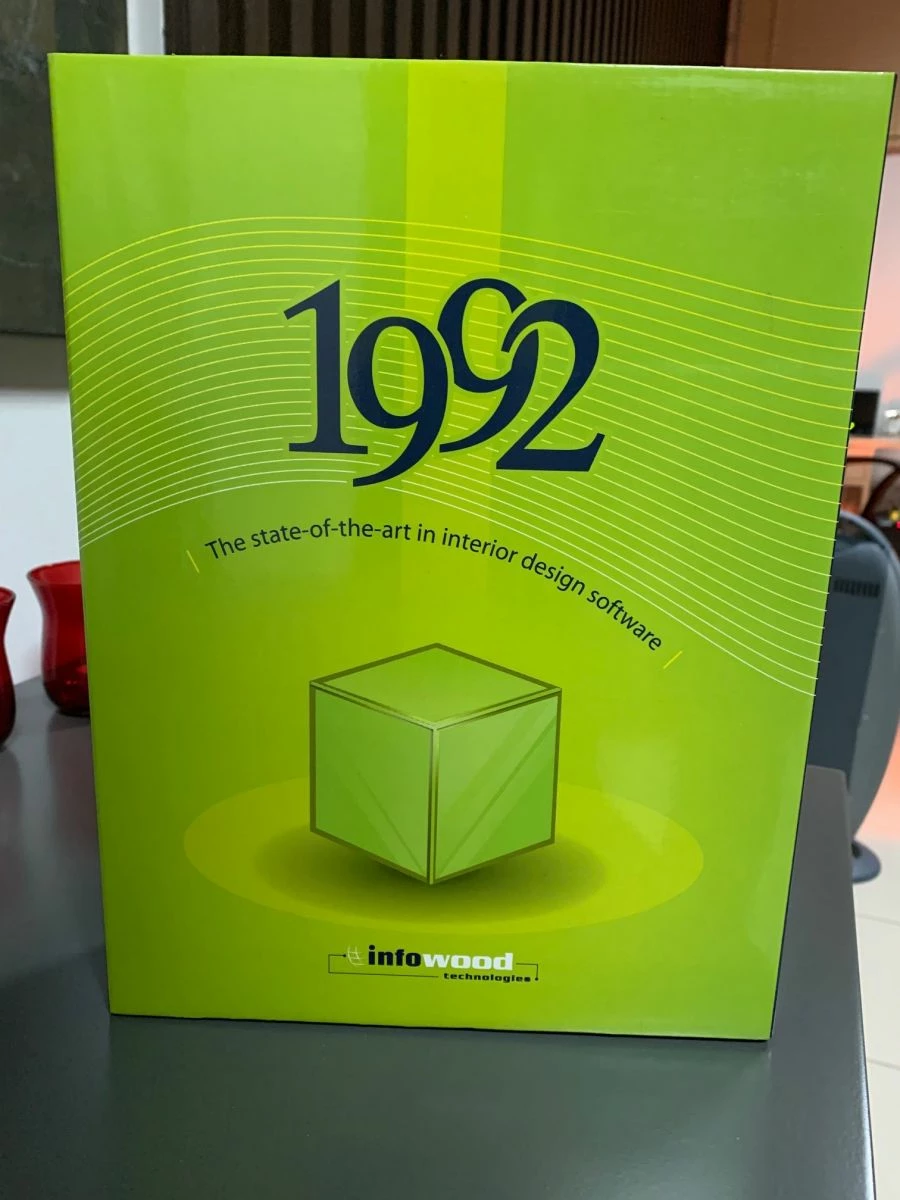 1992
The state-of-the-art in interior design software
infowood
technologies